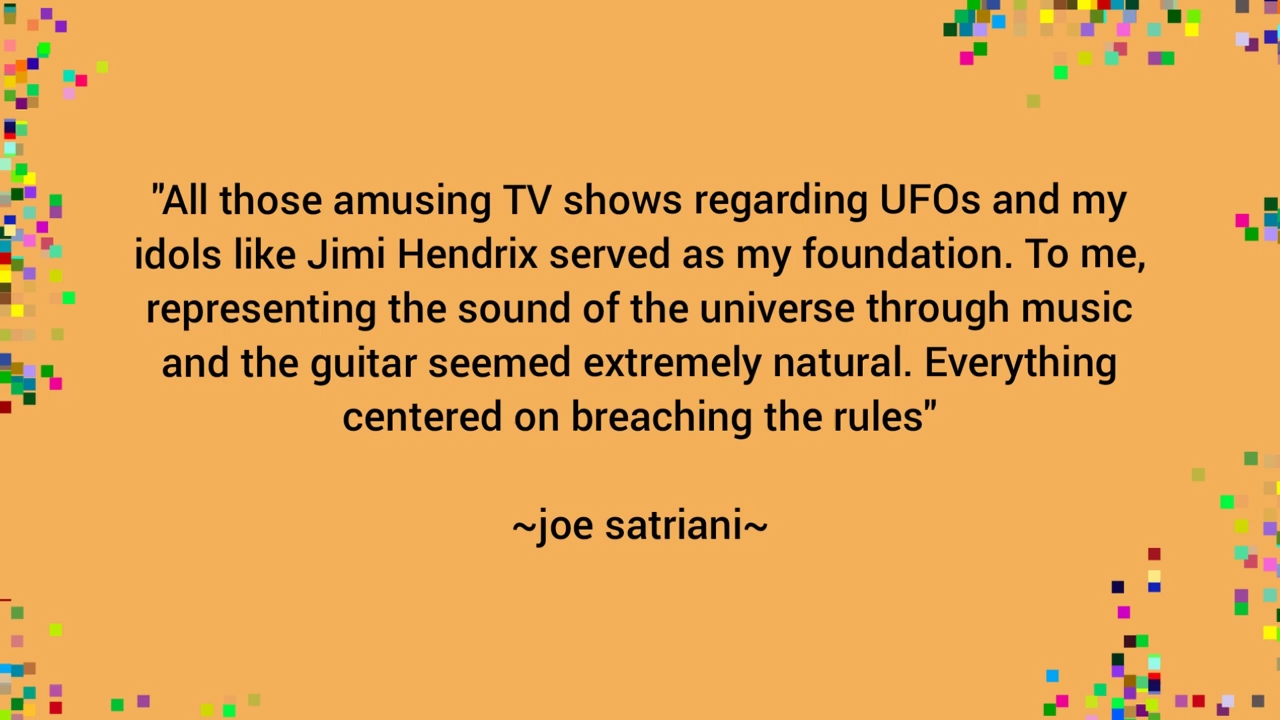 "All those amusing TV shows regarding UFOs and my
idols like Jimi Hendrix served as my foundation. To me,
representing the sound of the universe through music
and the guitar seemed extremely natural. Everything
centered on breaching the rules"
~joe satriani~